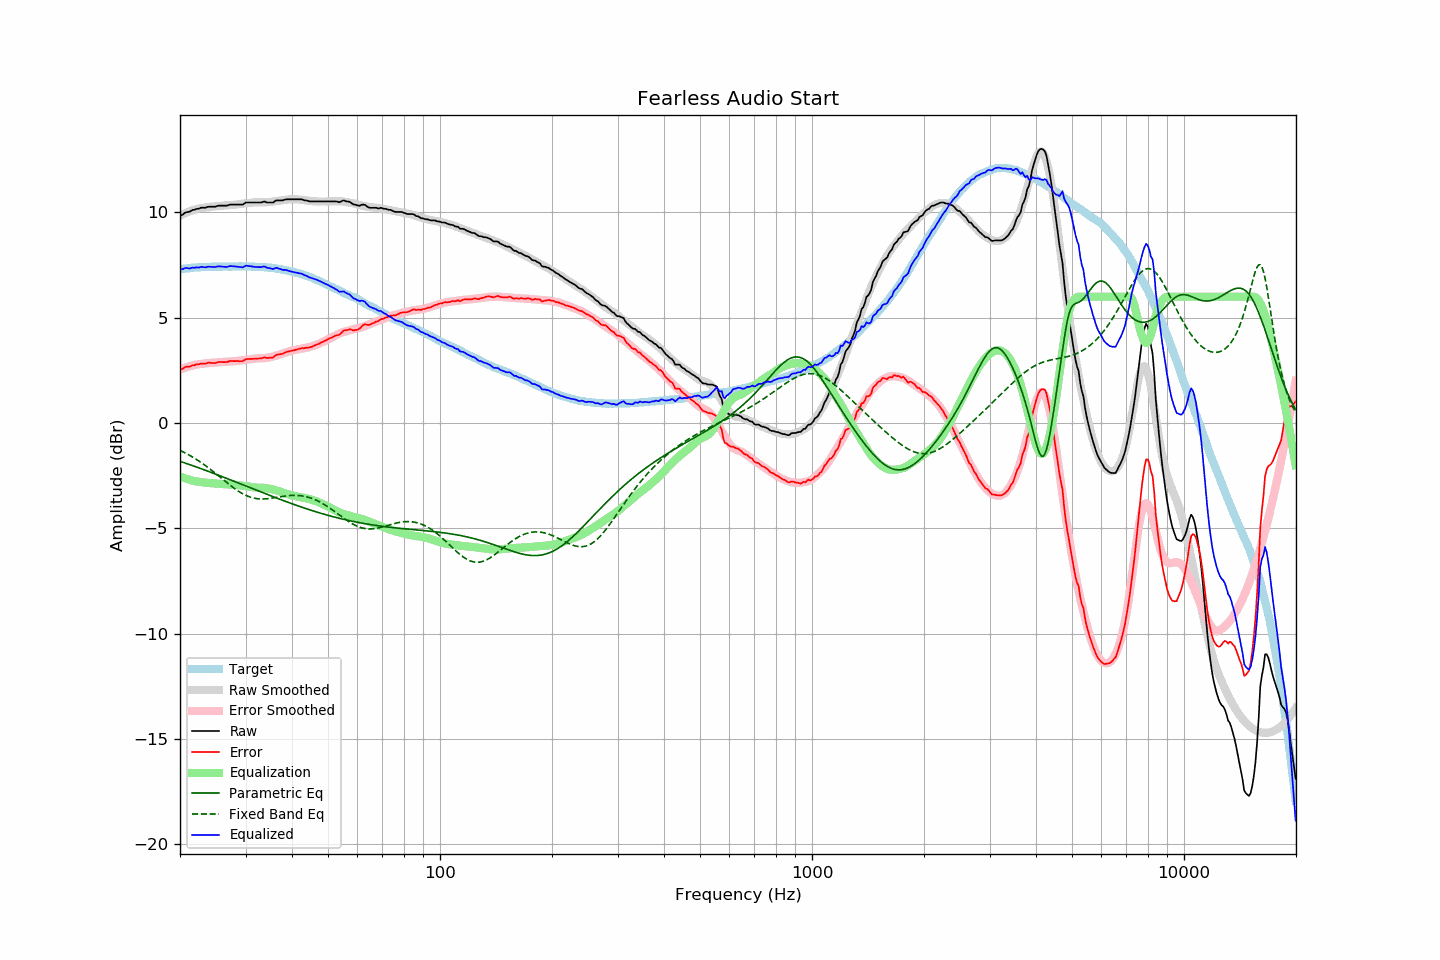 Fearless Audio Start
Amplitude (dBr)
10
5
0
−5
−10
−15
−20
Target
Raw Smoothed
Error Smoothed
Raw
Error
Equalization
Parametric Eq
Fixed Band Eq
Equalized
100
1000
10000
Frequency (Hz)